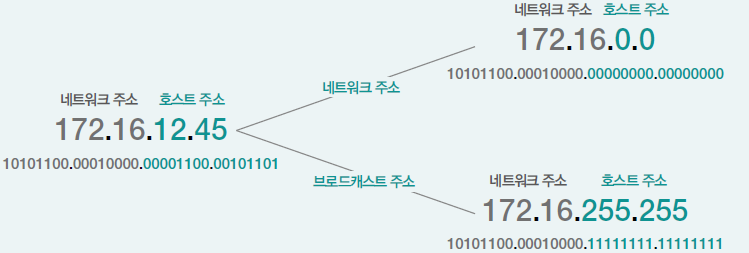 네트워크 주소 호스트 주소
172.16.0.0
10101100.00010000.00000000.00000000
네트워크 주소
네트워크 주소 호스트 주소
172.16.12.45
10101100.00010000.00001100.00101101
브로드캐스트 주소
네트워크 주소 호스트 주소
172.16.255.255
10101100.00010000.11111111.11111111